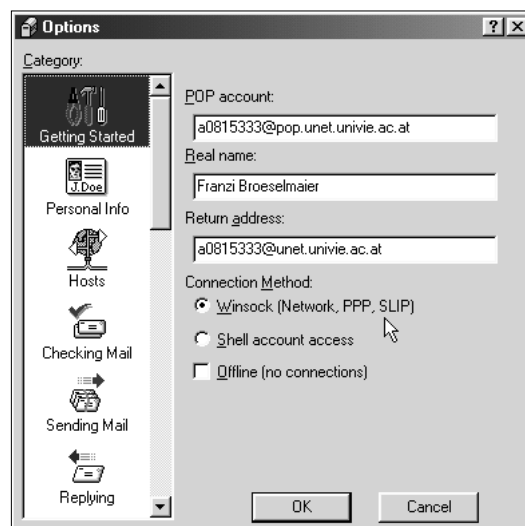 Options
Category:
Getting Started
J.Doe
Personal Info
Hosts
Checking Mail
Sending Mail
Replying
POP account:
a0815333@pop.unet.univie.ac.at
Real name:
Franzi Broeselmaier
Return address:
a0815333@unet.univie.ac.at
Connection Method:
Winsock (Network, PPP, SLIP)
Shell account access
Offline (no connections)
OK
Cancel